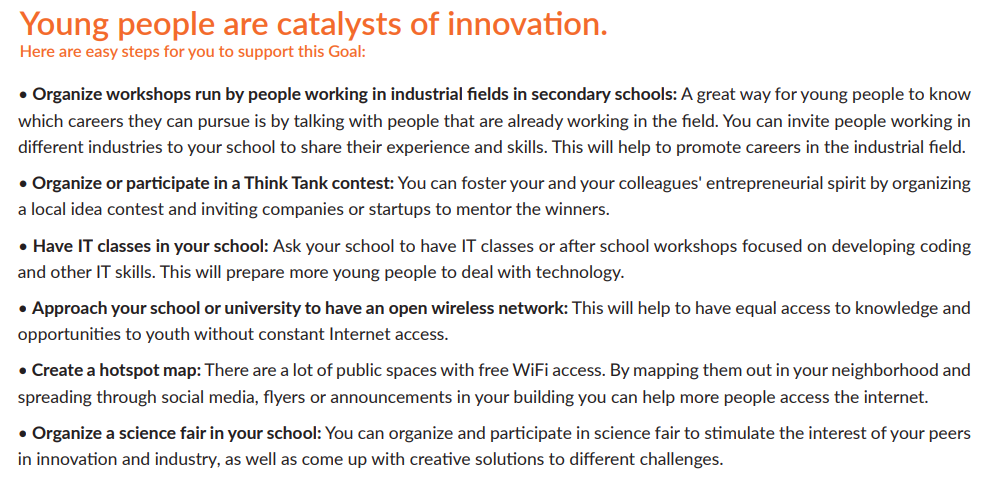 Young people are catalysts of innovation.
Here are easy steps for you to support this Goal:
• Organize workshops run by people working in industrial fields in secondary schools: A great way for young people to know
which careers they can pursue is by talking with people that are already working in the field. You can invite people working in
different industries to your school to share their experience and skills. This will help to promote careers in the industrial field.
• Organize or participate in a Think Tank contest: You can foster your and your colleagues' entrepreneurial spirit by organizing
a local idea contest and inviting companies or startups to mentor the winners.
• Have IT classes in your school: Ask your school to have IT classes or after school workshops focused on developing coding
and other IT skills. This will prepare more young people to deal with technology.
• Approach your school or university to have an open wireless network: This will help to have equal access to knowledge and
opportunities to youth without constant Internet access.
• Create a hotspot map: There are a lot of public spaces with free WiFi access. By mapping them out in your neighborhood and
spreading through social media, flyers or announcements in your building you can help more people access the internet.
• Organize a science fair in your school: You can organize and participate in science fair to stimulate the interest of your peers
in innovation and industry, as well as come up with creative solutions to different challenges.